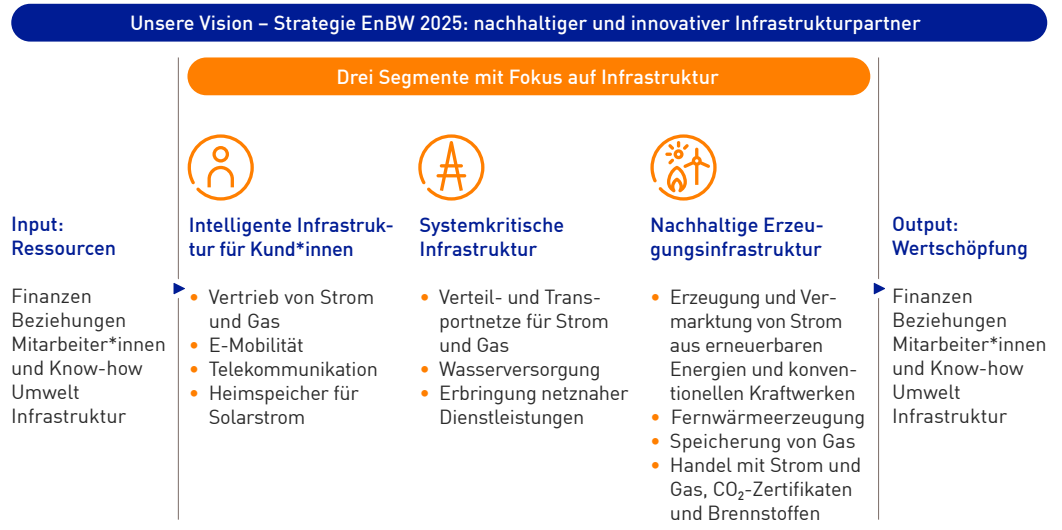 Unsere Vision – Strategie EnBW 2025: nachhaltiger und innovativer Infrastrukturpartner
Drei Segmente mit Fokus auf Infrastruktur
Input:
Ressourcen
Finanzen
Beziehungen
Mitarbeiter*innen
und Know-how
Umwelt
Infrastruktur
Intelligente Infrastruk-
tur für Kund*innen
• Vertrieb von Strom
und Gas
• E-Mobilität
• Telekommunikation
• Heimspeicher für
Solarstrom
Systemkritische
Infrastruktur
• Verteil- und Trans-
portnetze für Strom
und Gas
• Wasserversorgung
• Erbringung netznaher
Dienstleistungen
Nachhaltige Erzeu-
gungsinfrastruktur
• Erzeugung und Ver-
marktung von Strom
aus erneuerbaren
Energien und konven-
tionellen Kraftwerken
• Fernwärmeerzeugung
• Speicherung von Gas
• Handel mit Strom und
Gas, CO₂-Zertifikaten
und Brennstoffen
Output:
Wertschöpfung
Finanzen
Beziehungen
Mitarbeiter*innen
und Know-how
Umwelt
Infrastruktur